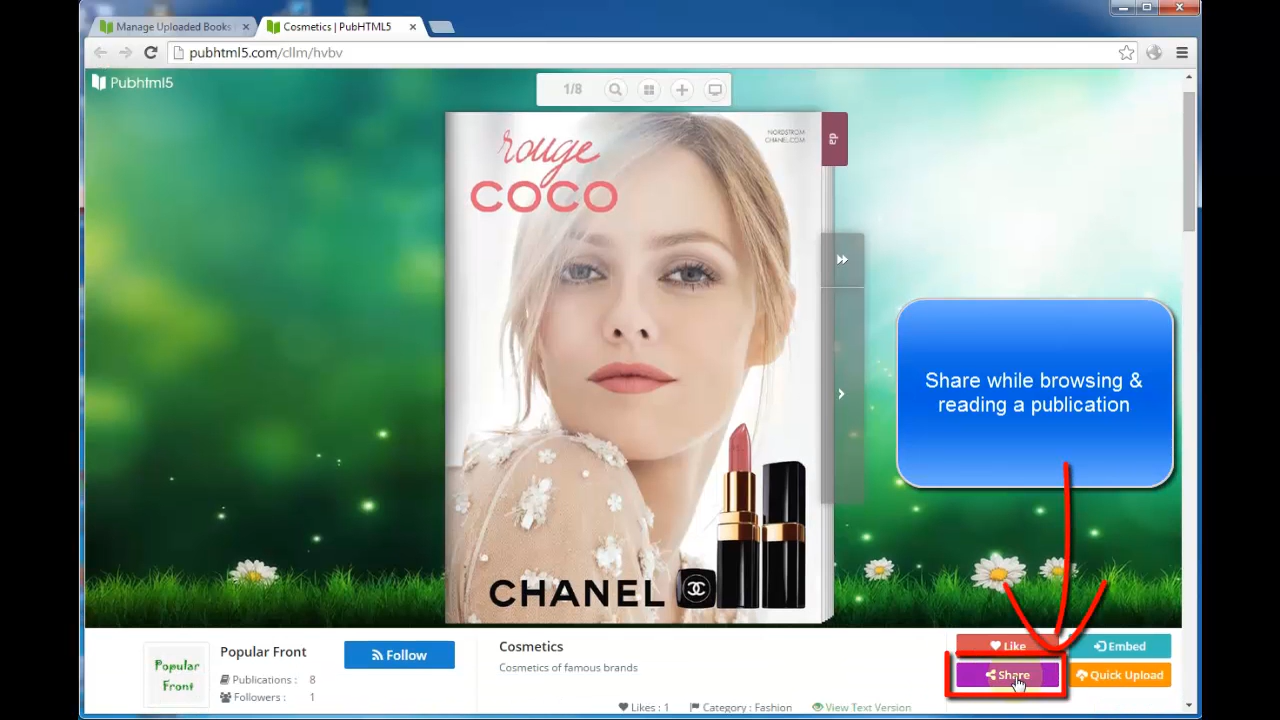 Manage Uploaded Books
Cosmetics | PubHTML5
pubhtml5.com/cllm/hvbv
Pubhtml5
1/8
rouge
COCO
NORDSTROM
CHANEL.COM
da
Share while browsing &
reading a publication
CHANEL
Popular
Front
Popular Front
Publications : 8
Followers : 1
Follow
Cosmetics
Cosmetics of famous brands
Likes : 1
Category : Fashion
View Text Version
Like
Embed
Share
Quick Upload